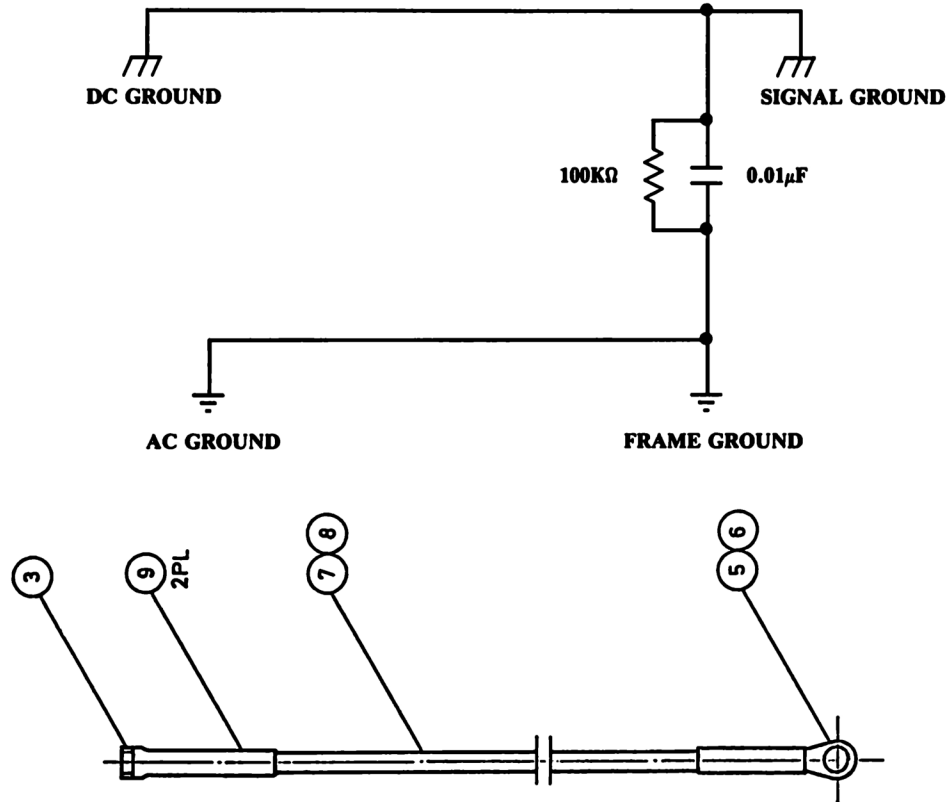 DC GROUND
SIGNAL GROUND
100KΩ
0.01μF
AC GROUND
FRAME GROUND
3
9
2PL
8
7
6
5